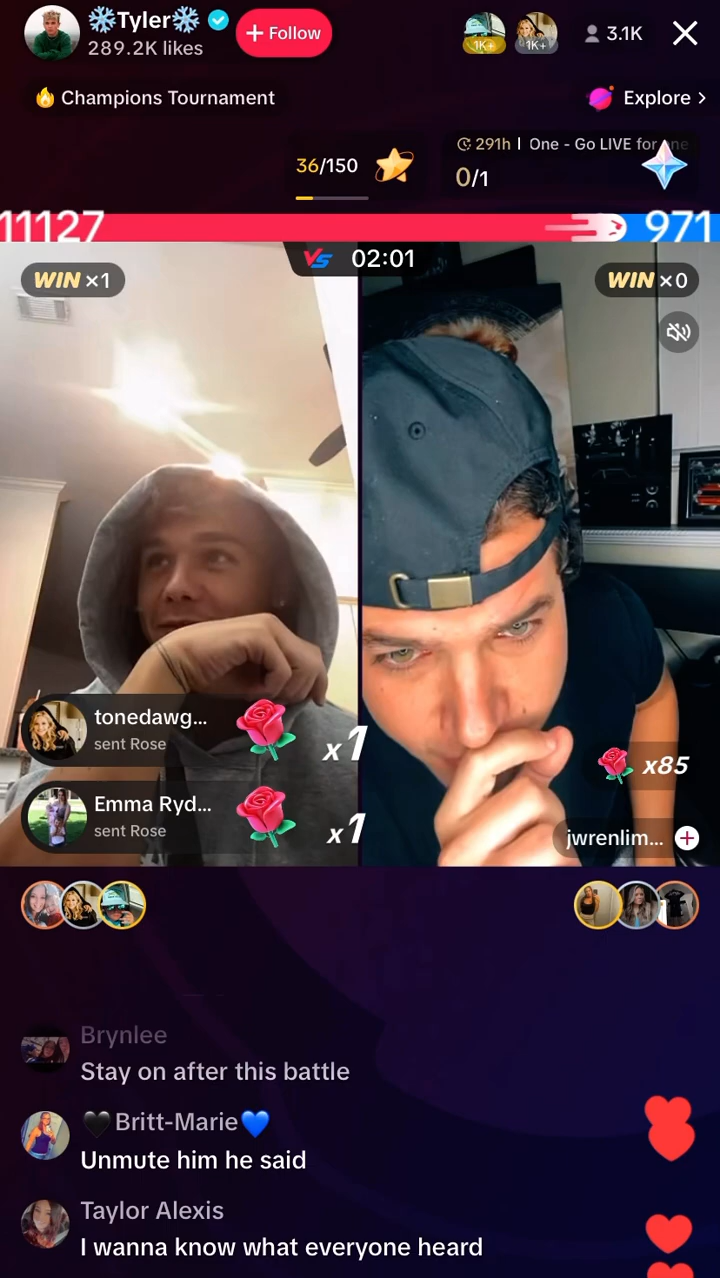 ❄️Tyler❄️
289.2K likes
+ Follow
1K+
1K+
3.1K
🔥 Champions Tournament
Explore >
36/150
291h | One - Go LIVE for one
0/1
11127
971
VS 02:01
WIN ×1
WIN ×0
tonedawg...
sent Rose
x1
Emma Ryd...
sent Rose
x1
x85
jwrenlim...
Brynlee
Stay on after this battle
🖤Britt-Marie💙
Unmute him he said
Taylor Alexis
I wanna know what everyone heard